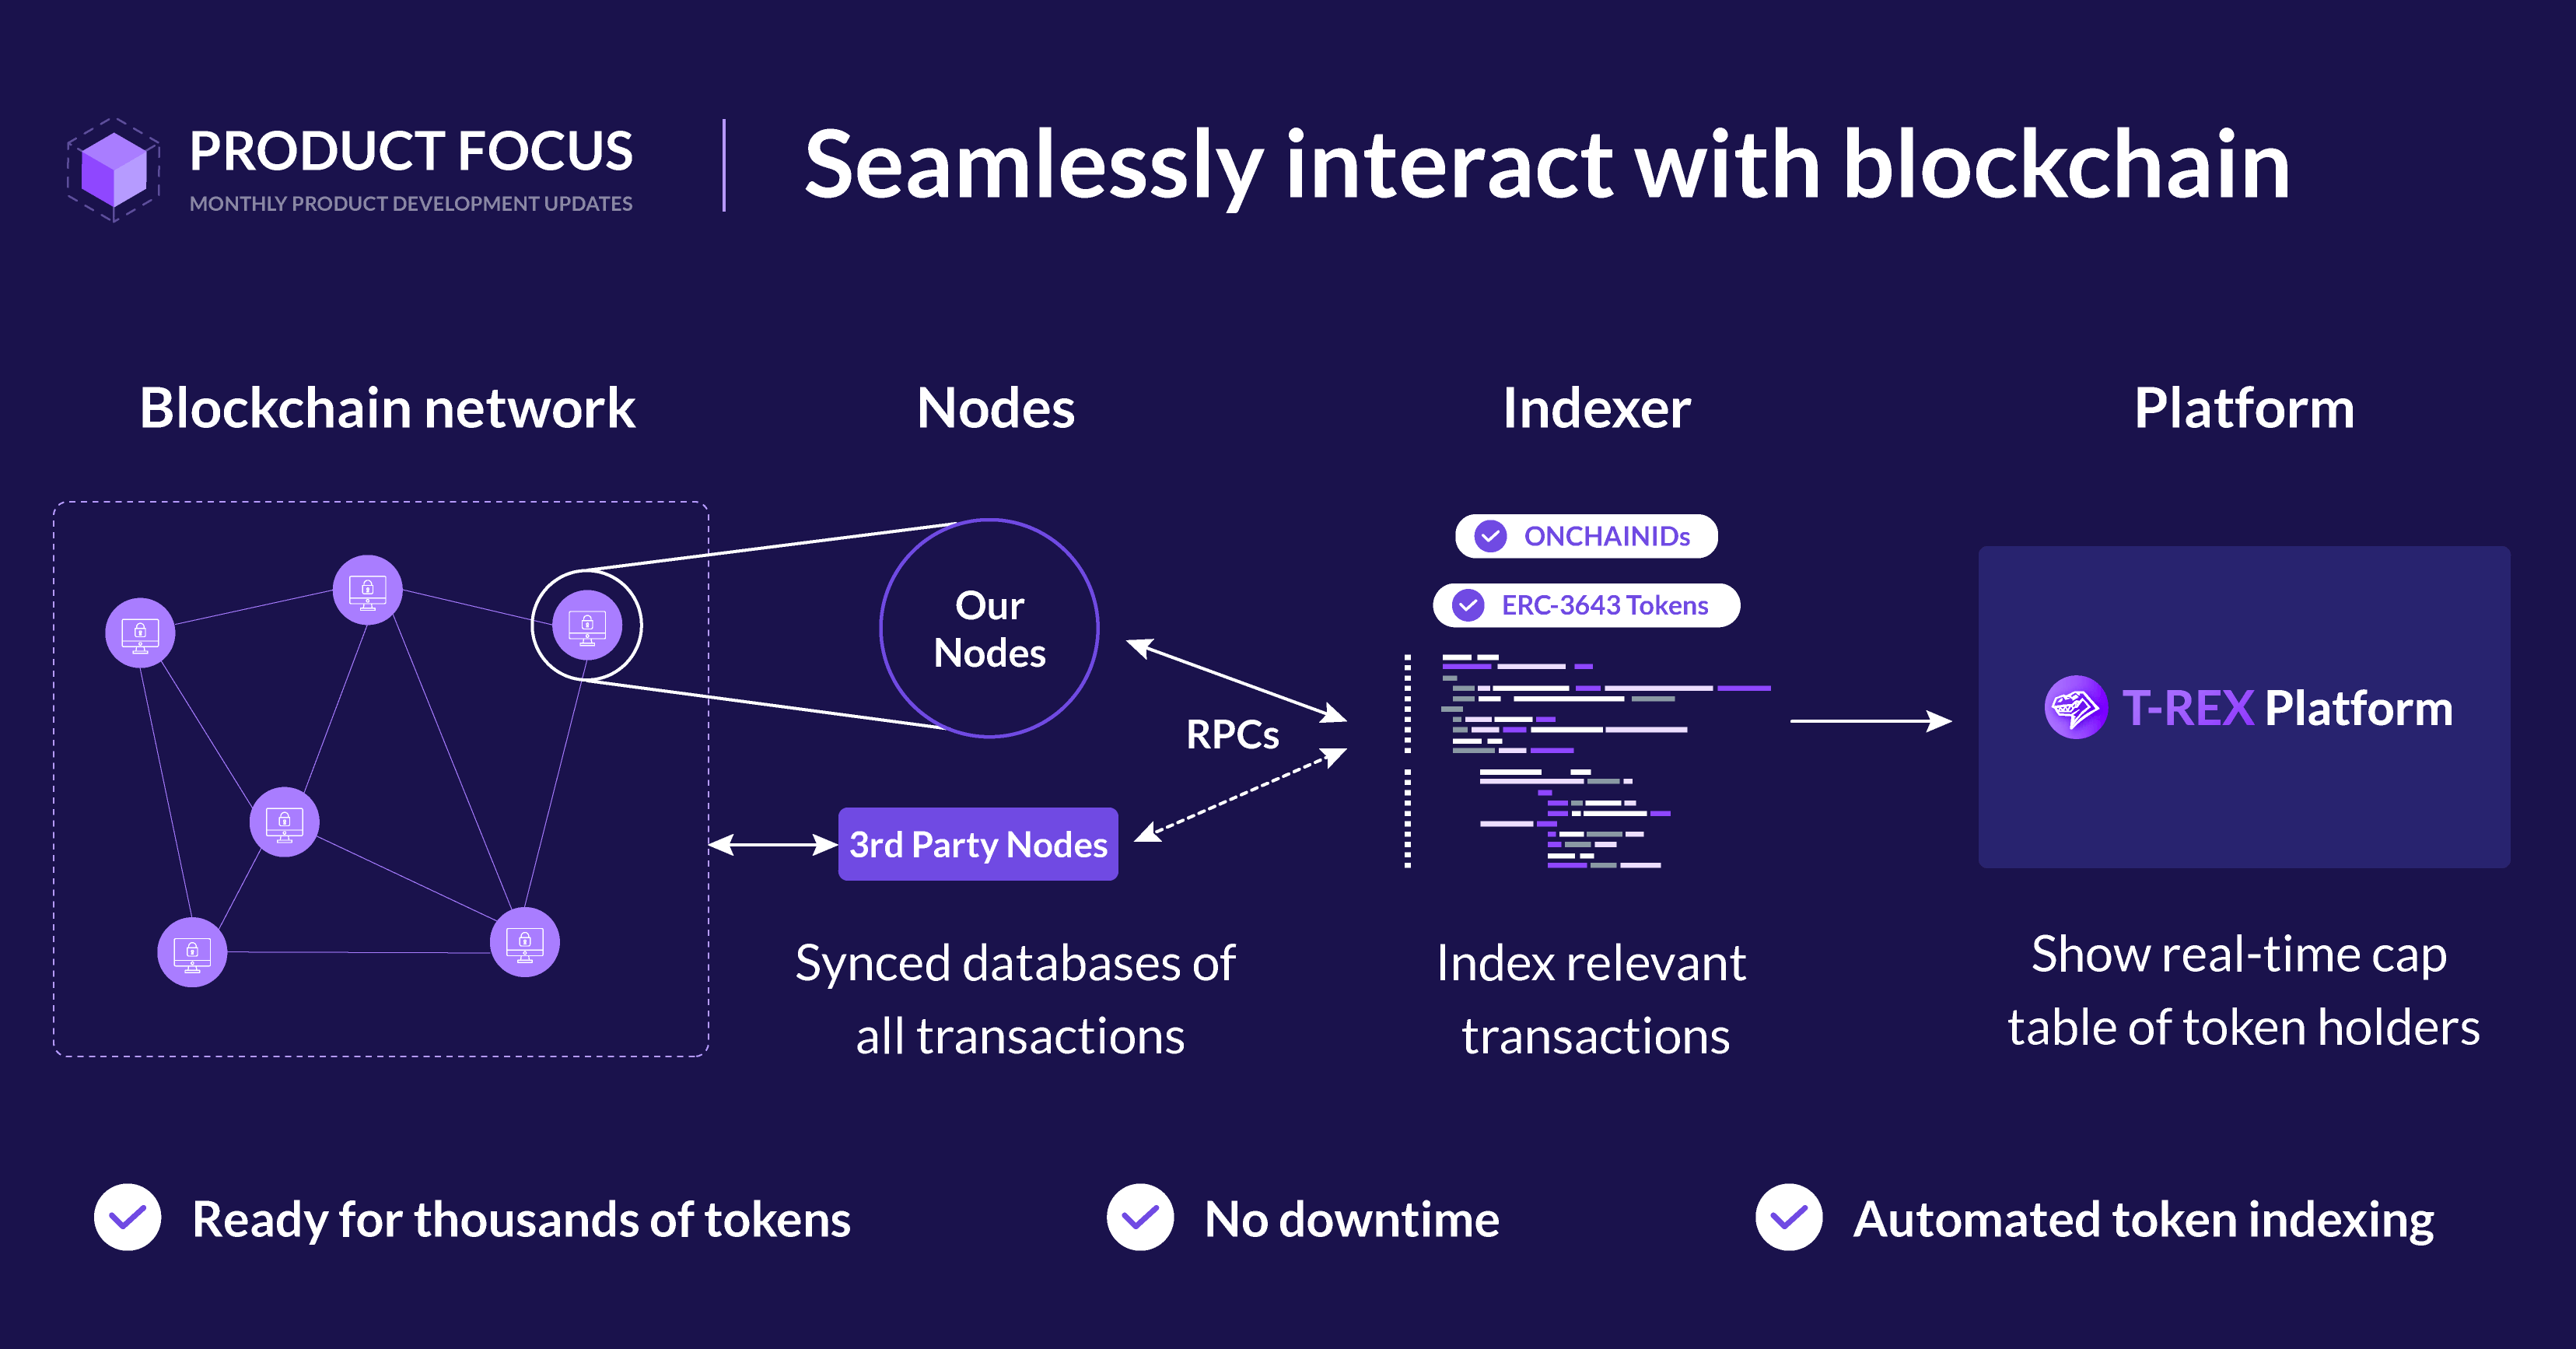 PRODUCT FOCUS
MONTHLY PRODUCT DEVELOPMENT UPDATES
Seamlessly interact with blockchain
Blockchain network
Nodes
Indexer
Platform
Our
Nodes
RPCs
3rd Party Nodes
Synced databases of
all transactions
ONCHAINIDs
ERC-3643 Tokens
Index relevant
transactions
T-REX Platform
Show real-time cap
table of token holders
Ready for thousands of tokens
No downtime
Automated token indexing